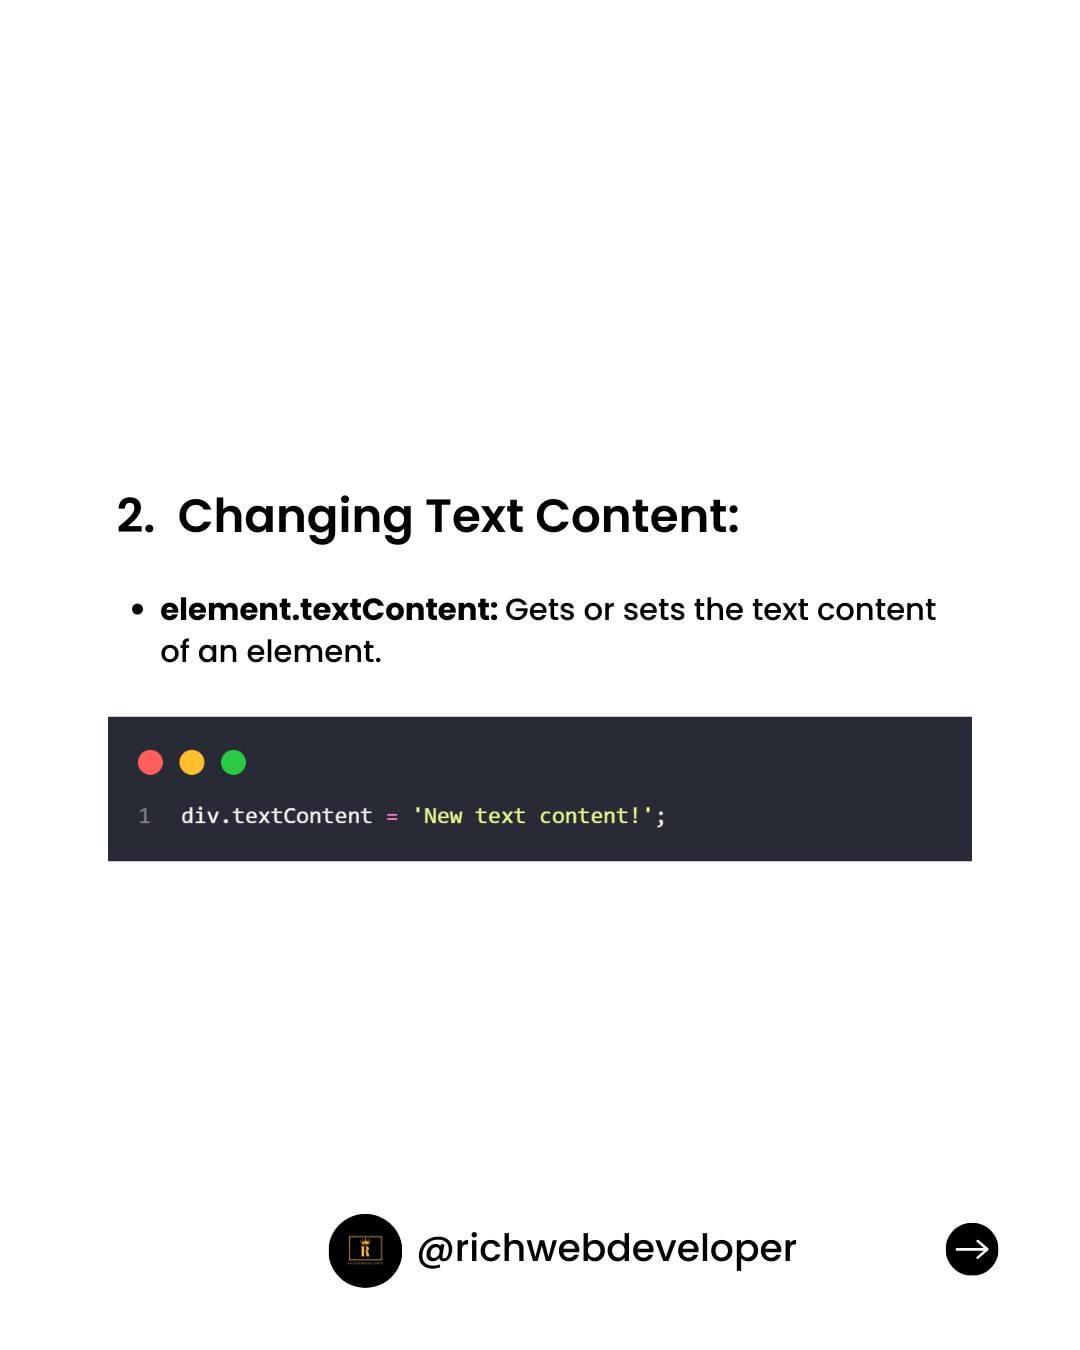 2. Changing Text Content:
• element.textContent: Gets or sets the text content
of an element.
1 div.textContent = 'New text content!';
R
@richwebdeveloper